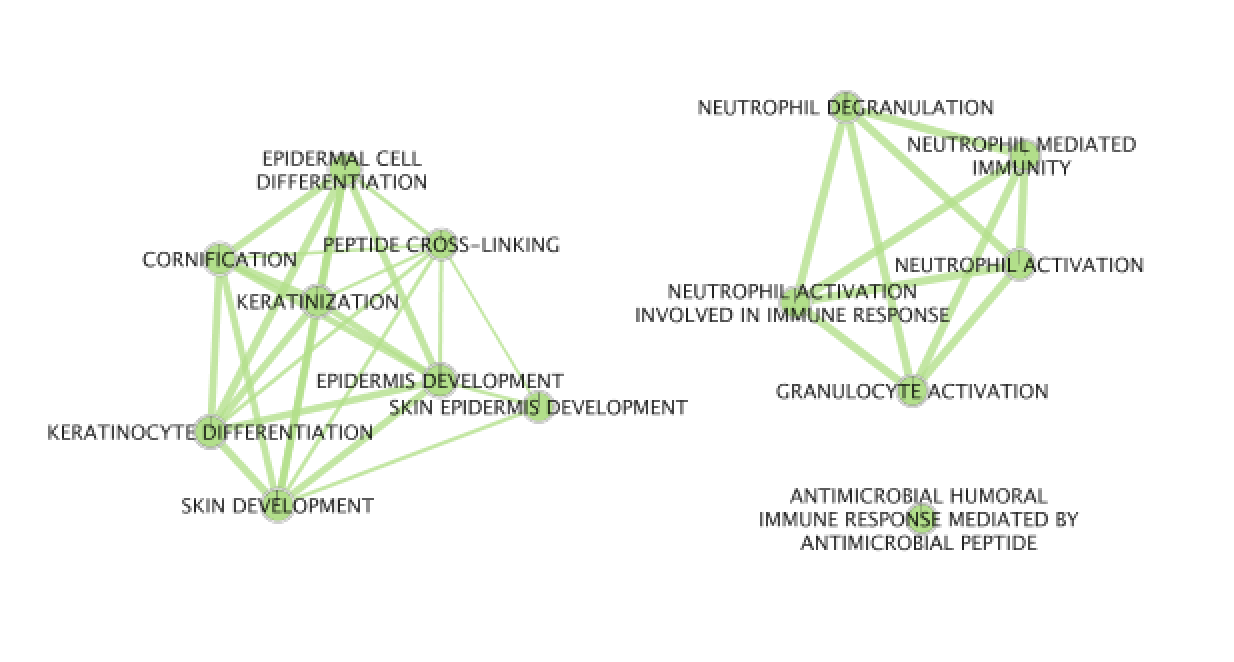 NEUTROPHIL DEGRANULATION
NEUTROPHIL MEDIATED
IMMUNITY
EPIDERMAL CELL
DIFFERENTIATION
PEPTIDE CROSS-LINKING
CORNIFICATION
NEUTROPHIL ACTIVATION
KERATINIZATION
NEUTROPHIL ACTIVATION
INVOLVED IN IMMUNE RESPONSE
EPIDERMIS DEVELOPMENT
SKIN EPIDERMIS DEVELOPMENT
GRANULOCYTE ACTIVATION
KERATINOCYTE DIFFERENTIATION
SKIN DEVELOPMENT
ANTIMICROBIAL HUMORAL
IMMUNE RESPONSE MEDIATED BY
ANTIMICROBIAL PEPTIDE